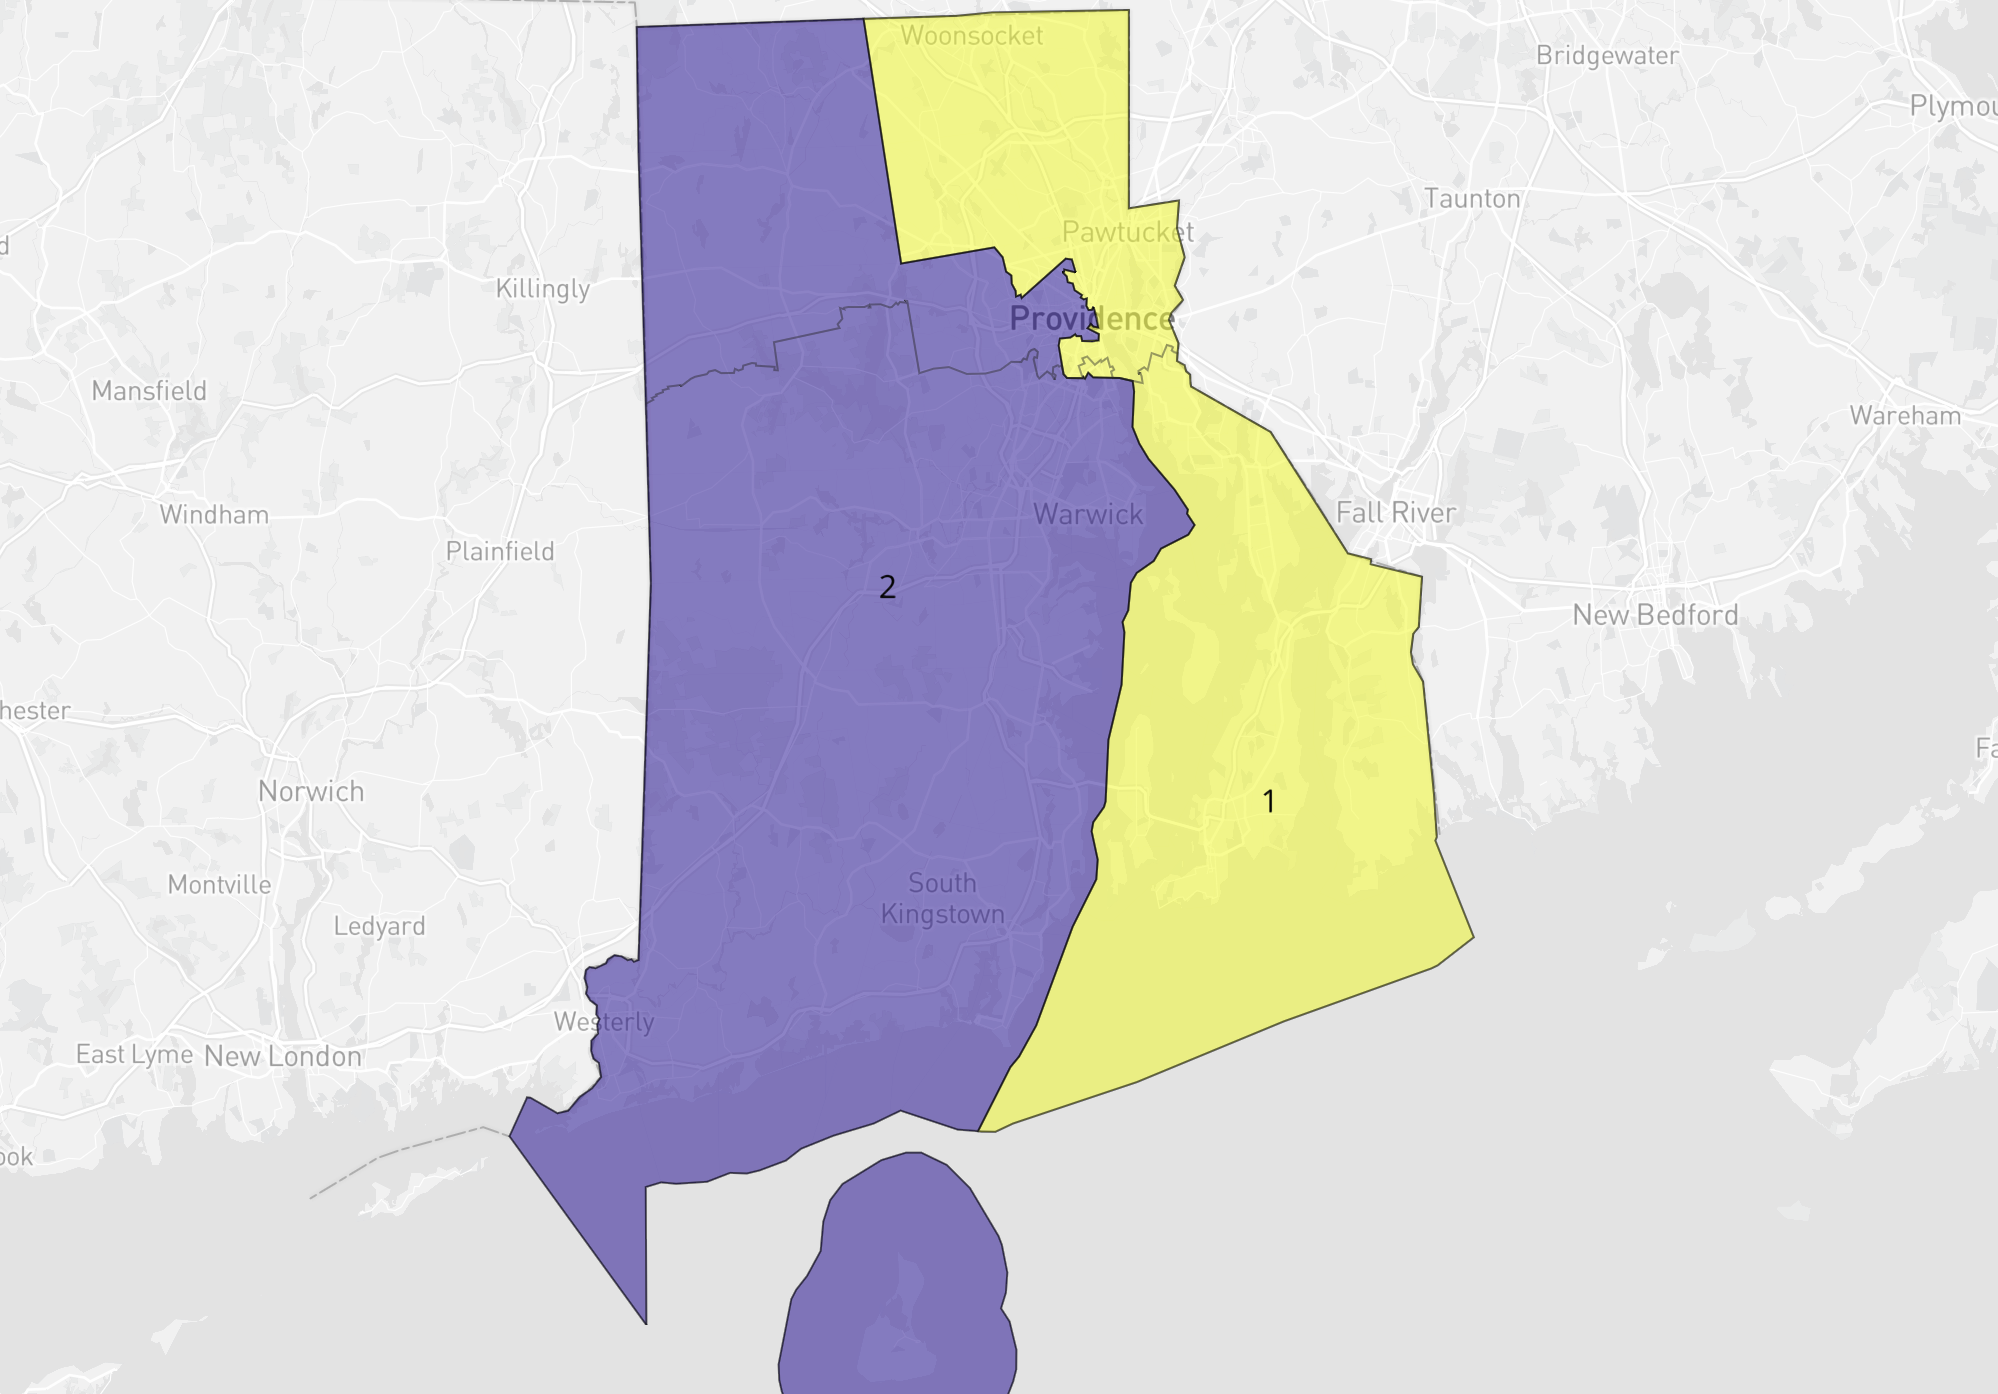 Woonsocket
Bridgewater
Plymou
Taunton
Pawtucket
d
Killingly
Providence
Mansfield
Wareham
Windham
Warwick
Fall River
Plainfield
2
New Bedford
hester
Fa
Norwich
1
Montville
South
Kingstown
Ledyard
Westerly
East Lyme
New London
ook